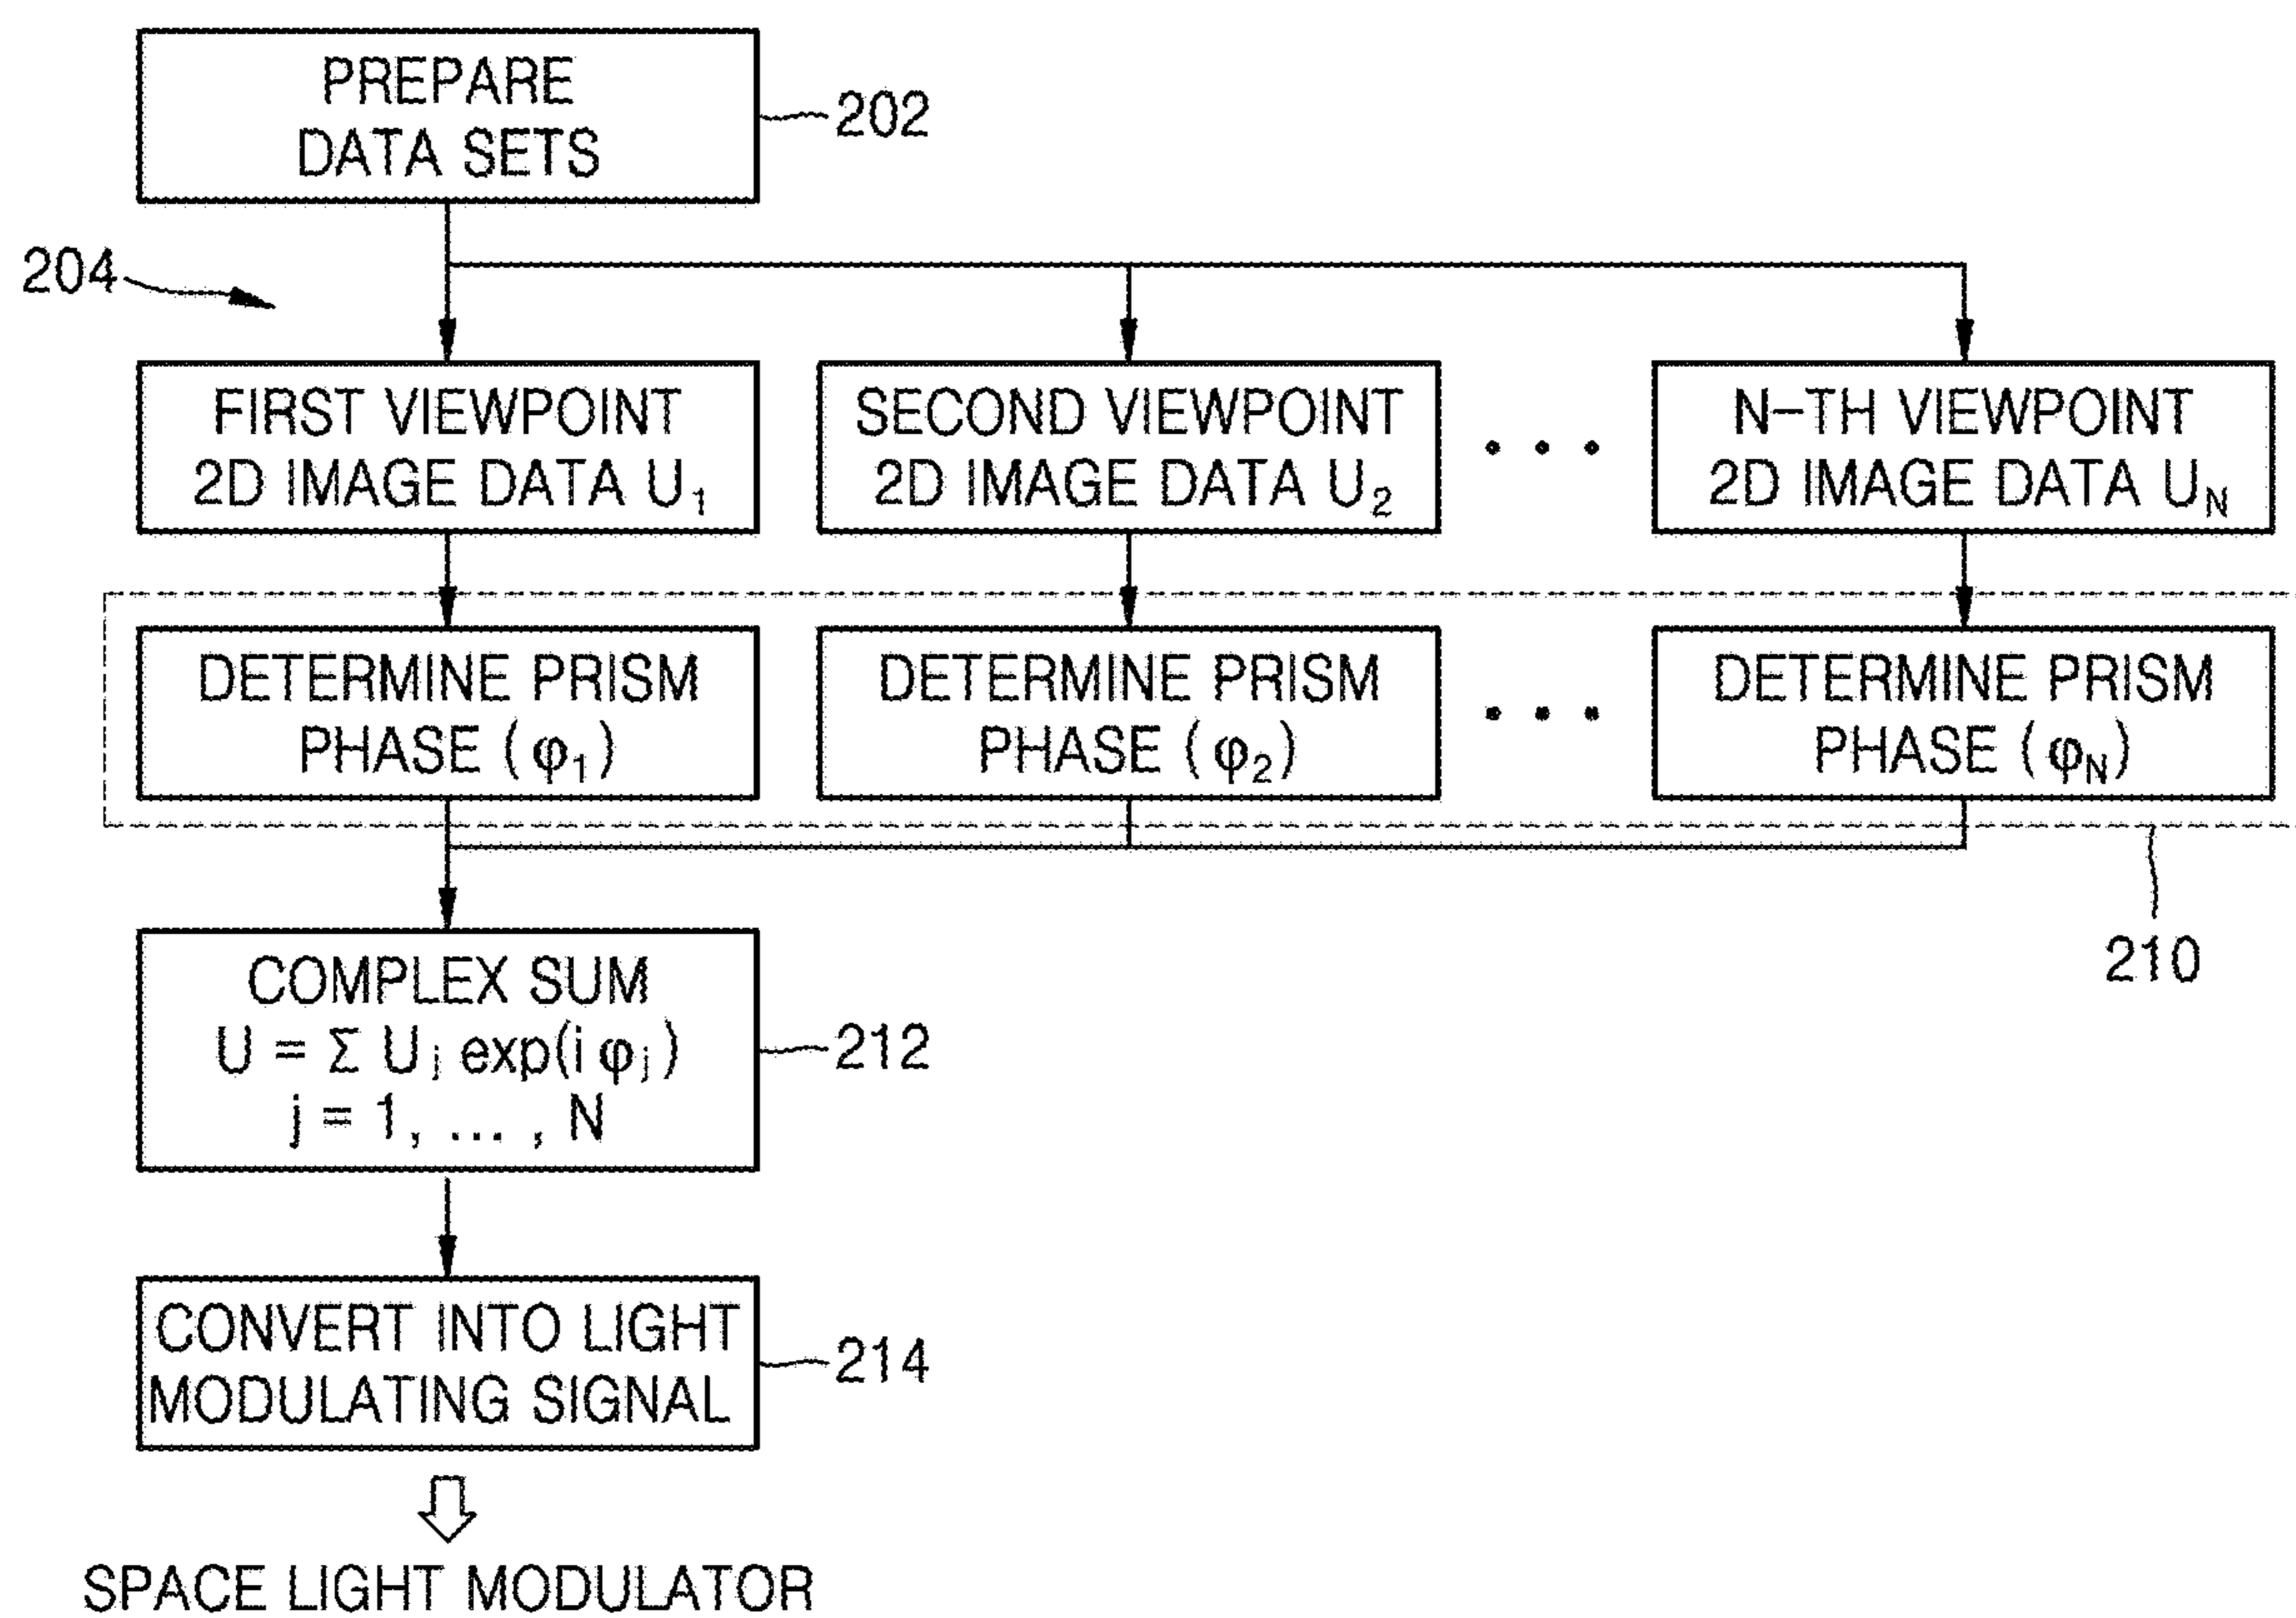 PREPARE
DATA SETS
202
204
FIRST VIEWPOINT
2D IMAGE DATA U₁
SECOND VIEWPOINT
2D IMAGE DATA U₂
• • •
N-TH VIEWPOINT
2D IMAGE DATA U_N
DETERMINE PRISM
PHASE (φ₁)
DETERMINE PRISM
PHASE (φ₂)
• • •
DETERMINE PRISM
PHASE (φ_N)
210
COMPLEX SUM
U = Σ Uⱼ exp(i φⱼ)
j = 1, ... , N
212
CONVERT INTO LIGHT
MODULATING SIGNAL
214
SPACE LIGHT MODULATOR